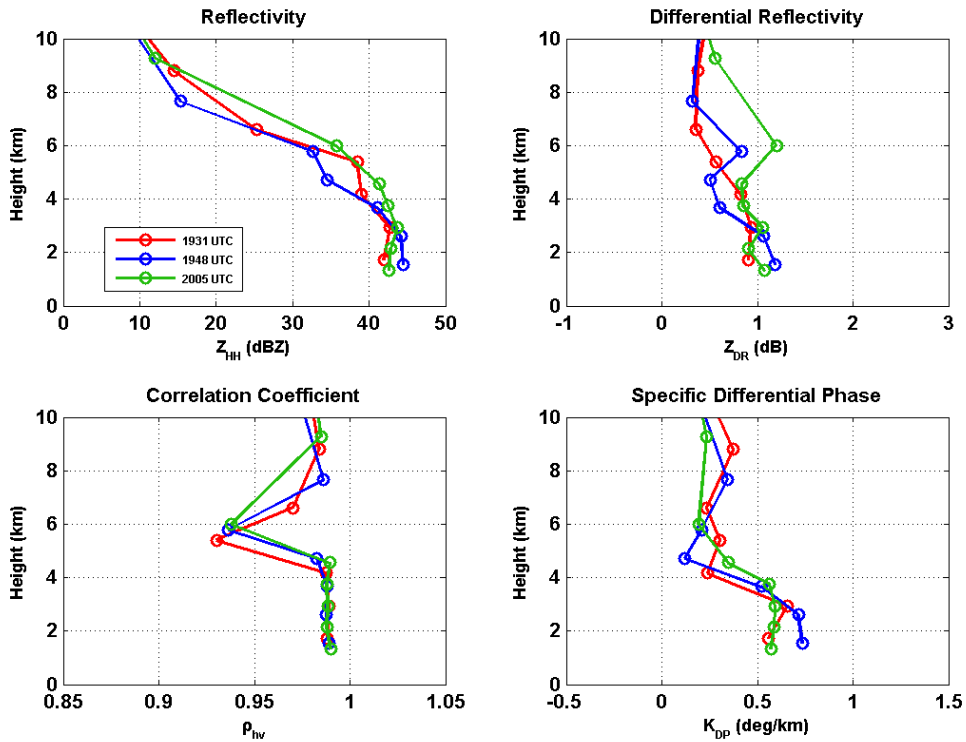 Reflectivity
10
8
6
4
2
0
Height (km)
1931 UTC
1948 UTC
2005 UTC
0 10 20 30 40 50
Z_HH (dBZ)
Differential Reflectivity
10
8
6
4
2
0
Height (km)
-1 0 1 2 3
Z_DR (dB)
Correlation Coefficient
10
8
6
4
2
0
Height (km)
0.85 0.9 0.95 1 1.05
ρ_hv
Specific Differential Phase
10
8
6
4
2
0
Height (km)
-0.5 0 0.5 1 1.5
K_DP (deg/km)